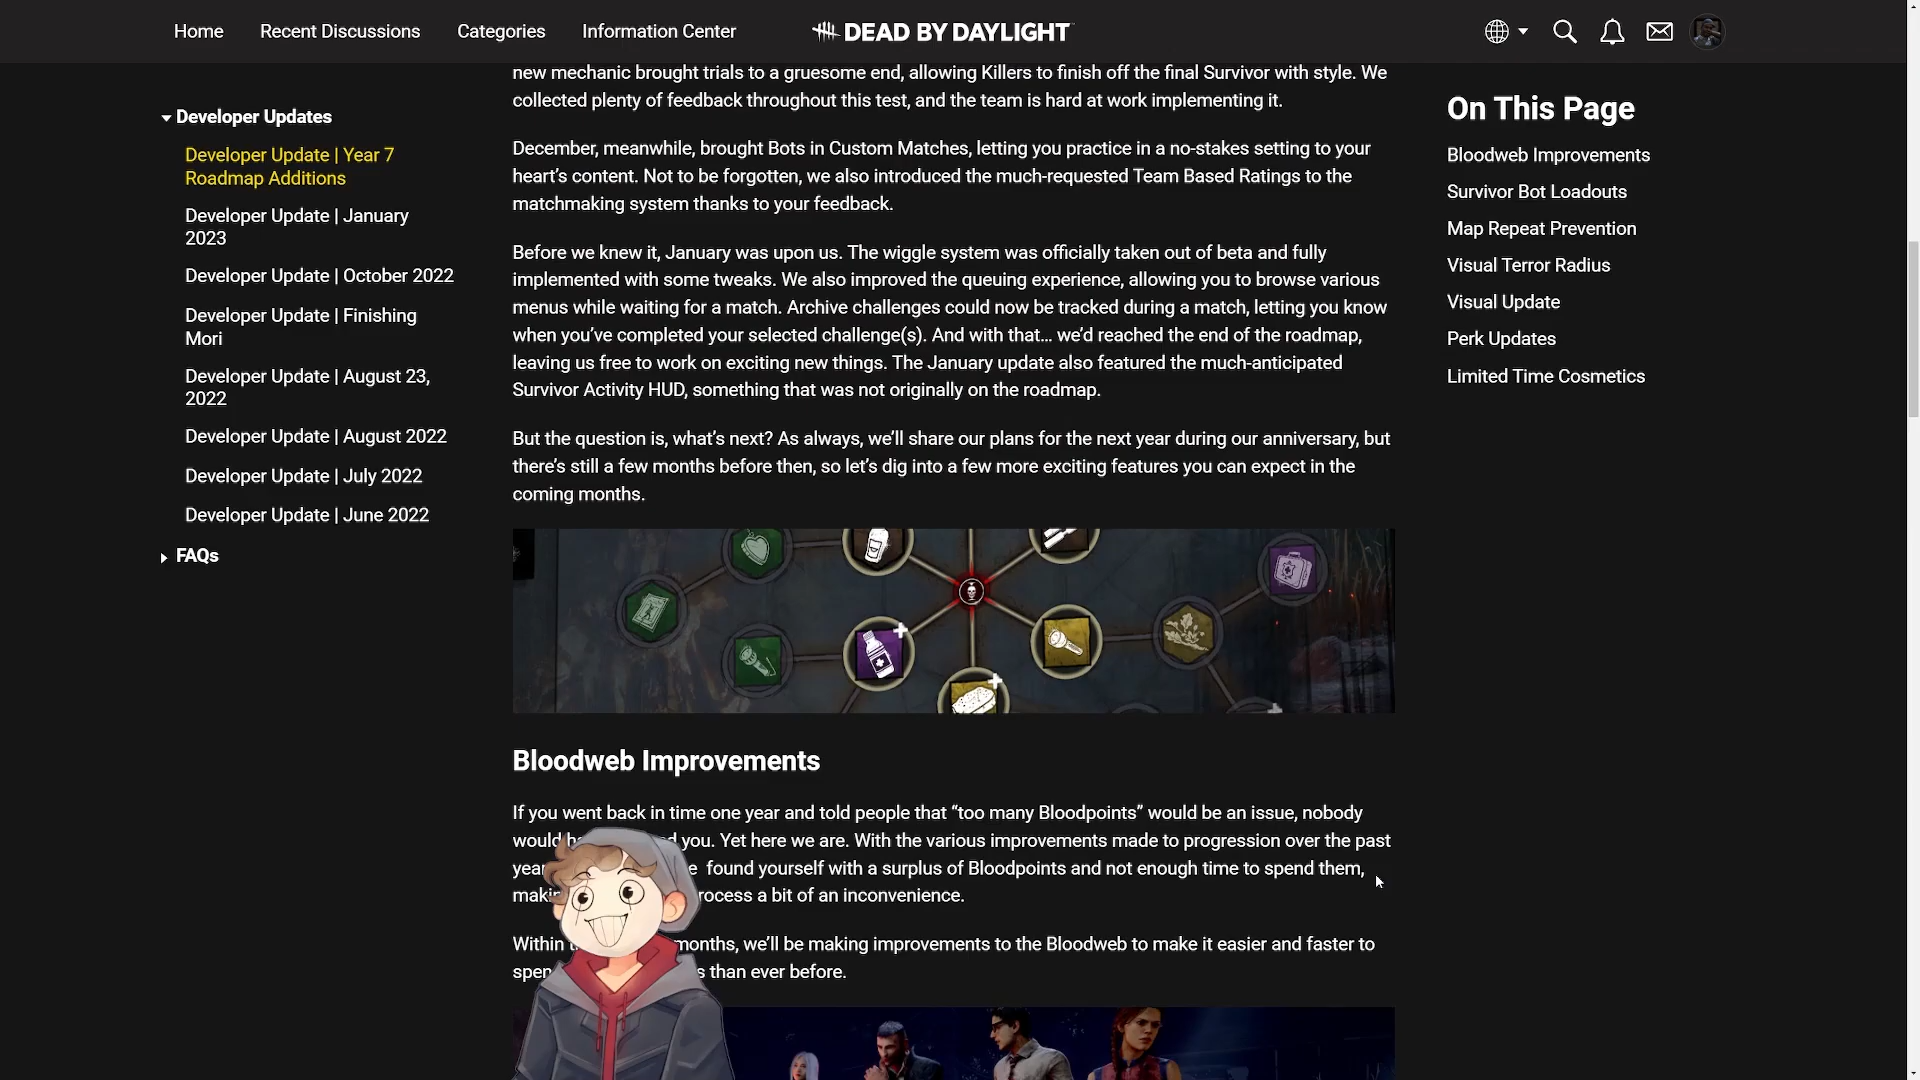 Home
Recent Discussions
Categories
Information Center
DEAD BY DAYLIGHT
Developer Updates
Developer Update | Year 7
Roadmap Additions
Developer Update | January
2023
Developer Update | October 2022
Developer Update | Finishing
Mori
Developer Update | August 23,
2022
Developer Update | August 2022
Developer Update | July 2022
Developer Update | June 2022
FAQs
new mechanic brought trials to a gruesome end, allowing Killers to finish off the final Survivor with style. We
collected plenty of feedback throughout this test, and the team is hard at work implementing it.
December, meanwhile, brought Bots in Custom Matches, letting you practice in a no-stakes setting to your
heart’s content. Not to be forgotten, we also introduced the much-requested Team Based Ratings to the
matchmaking system thanks to your feedback.
Before we knew it, January was upon us. The wiggle system was officially taken out of beta and fully
implemented with some tweaks. We also improved the queuing experience, allowing you to browse various
menus while waiting for a match. Archive challenges could now be tracked during a match, letting you know
when you’ve completed your selected challenge(s). And with that… we’d reached the end of the roadmap,
leaving us free to work on exciting new things. The January update also featured the much-anticipated
Survivor Activity HUD, something that was not originally on the roadmap.
But the question is, what’s next? As always, we’ll share our plans for the next year during our anniversary, but
there’s still a few months before then, so let’s dig into a few more exciting features you can expect in the
coming months.
Bloodweb Improvements
If you went back in time one year and told people that “too many Bloodpoints” would be an issue, nobody
would you. Yet here we are. With the various improvements made to progression over the past
found yourself with a surplus of Bloodpoints and not enough time to spend them,
a bit of an inconvenience.
Within months, we’ll be making improvements to the Bloodweb to make it easier and faster to
than ever before.
On This Page
Bloodweb Improvements
Survivor Bot Loadouts
Map Repeat Prevention
Visual Terror Radius
Visual Update
Perk Updates
Limited Time Cosmetics